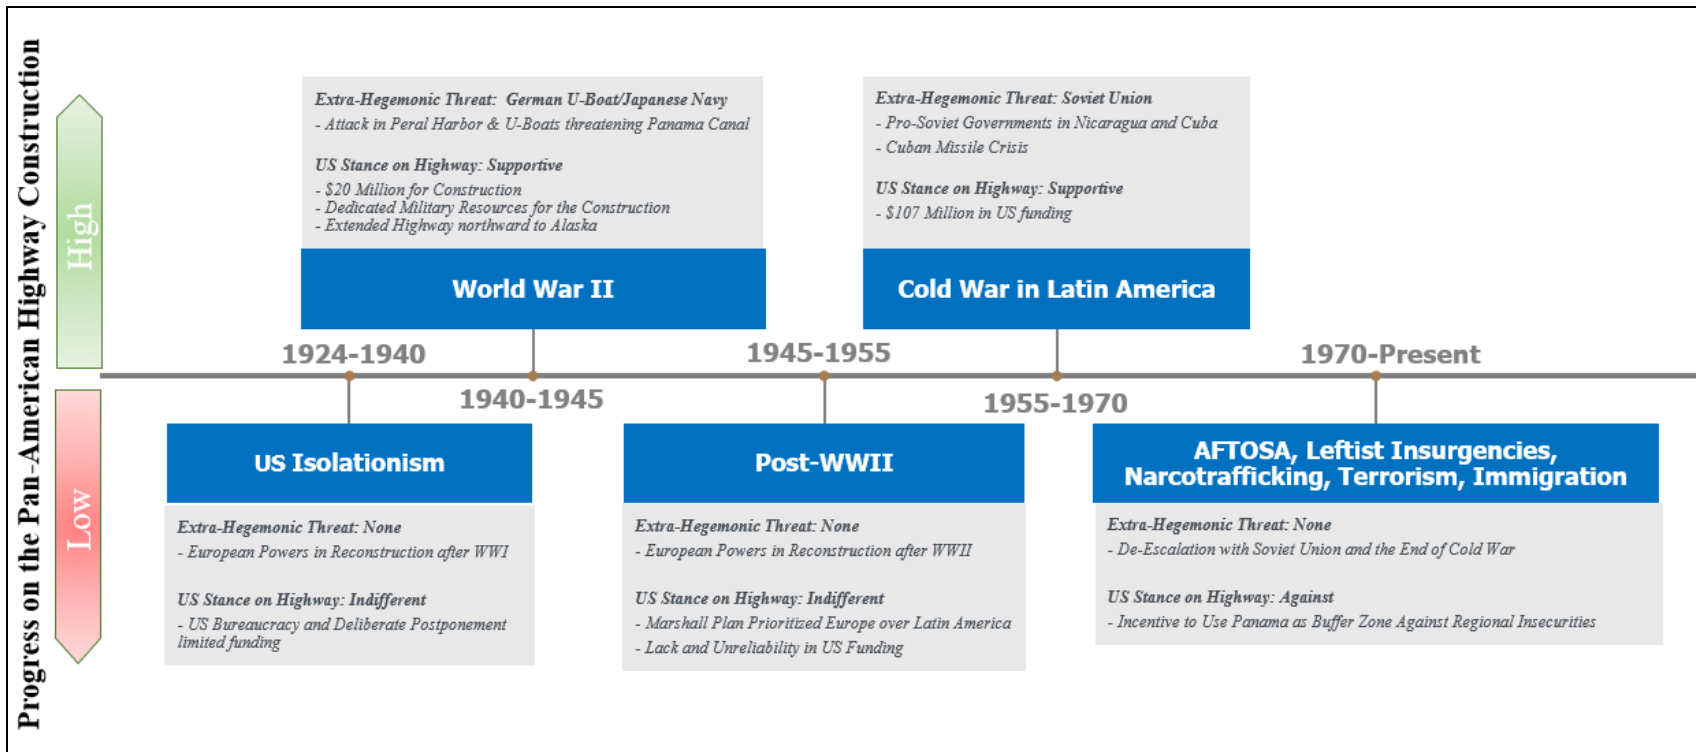 Progress on the Pan-American Highway Construction
High
Low
Extra-Hegemonic Threat: German U-Boat/Japanese Navy
- Attack in Peral Harbor & U-Boats threatening Panama Canal
US Stance on Highway: Supportive
- $20 Million for Construction
- Dedicated Military Resources for the Construction
- Extended Highway northward to Alaska
World War II
Extra-Hegemonic Threat: Soviet Union
- Pro-Soviet Governments in Nicaragua and Cuba
- Cuban Missile Crisis
US Stance on Highway: Supportive
- $107 Million in US funding
Cold War in Latin America
1924-1940
1940-1945
1945-1955
1955-1970
1970-Present
US Isolationism
Extra-Hegemonic Threat: None
- European Powers in Reconstruction after WWI
US Stance on Highway: Indifferent
- US Bureaucracy and Deliberate Postponement
limited funding
Post-WWII
Extra-Hegemonic Threat: None
- European Powers in Reconstruction after WWII
US Stance on Highway: Indifferent
- Marshall Plan Prioritized Europe over Latin America
- Lack and Unreliability in US Funding
AFTOSA, Leftist Insurgencies,
Narcotrafficking, Terrorism, Immigration
Extra-Hegemonic Threat: None
- De-Escalation with Soviet Union and the End of Cold War
US Stance on Highway: Against
- Incentive to Use Panama as Buffer Zone Against Regional Insecurities